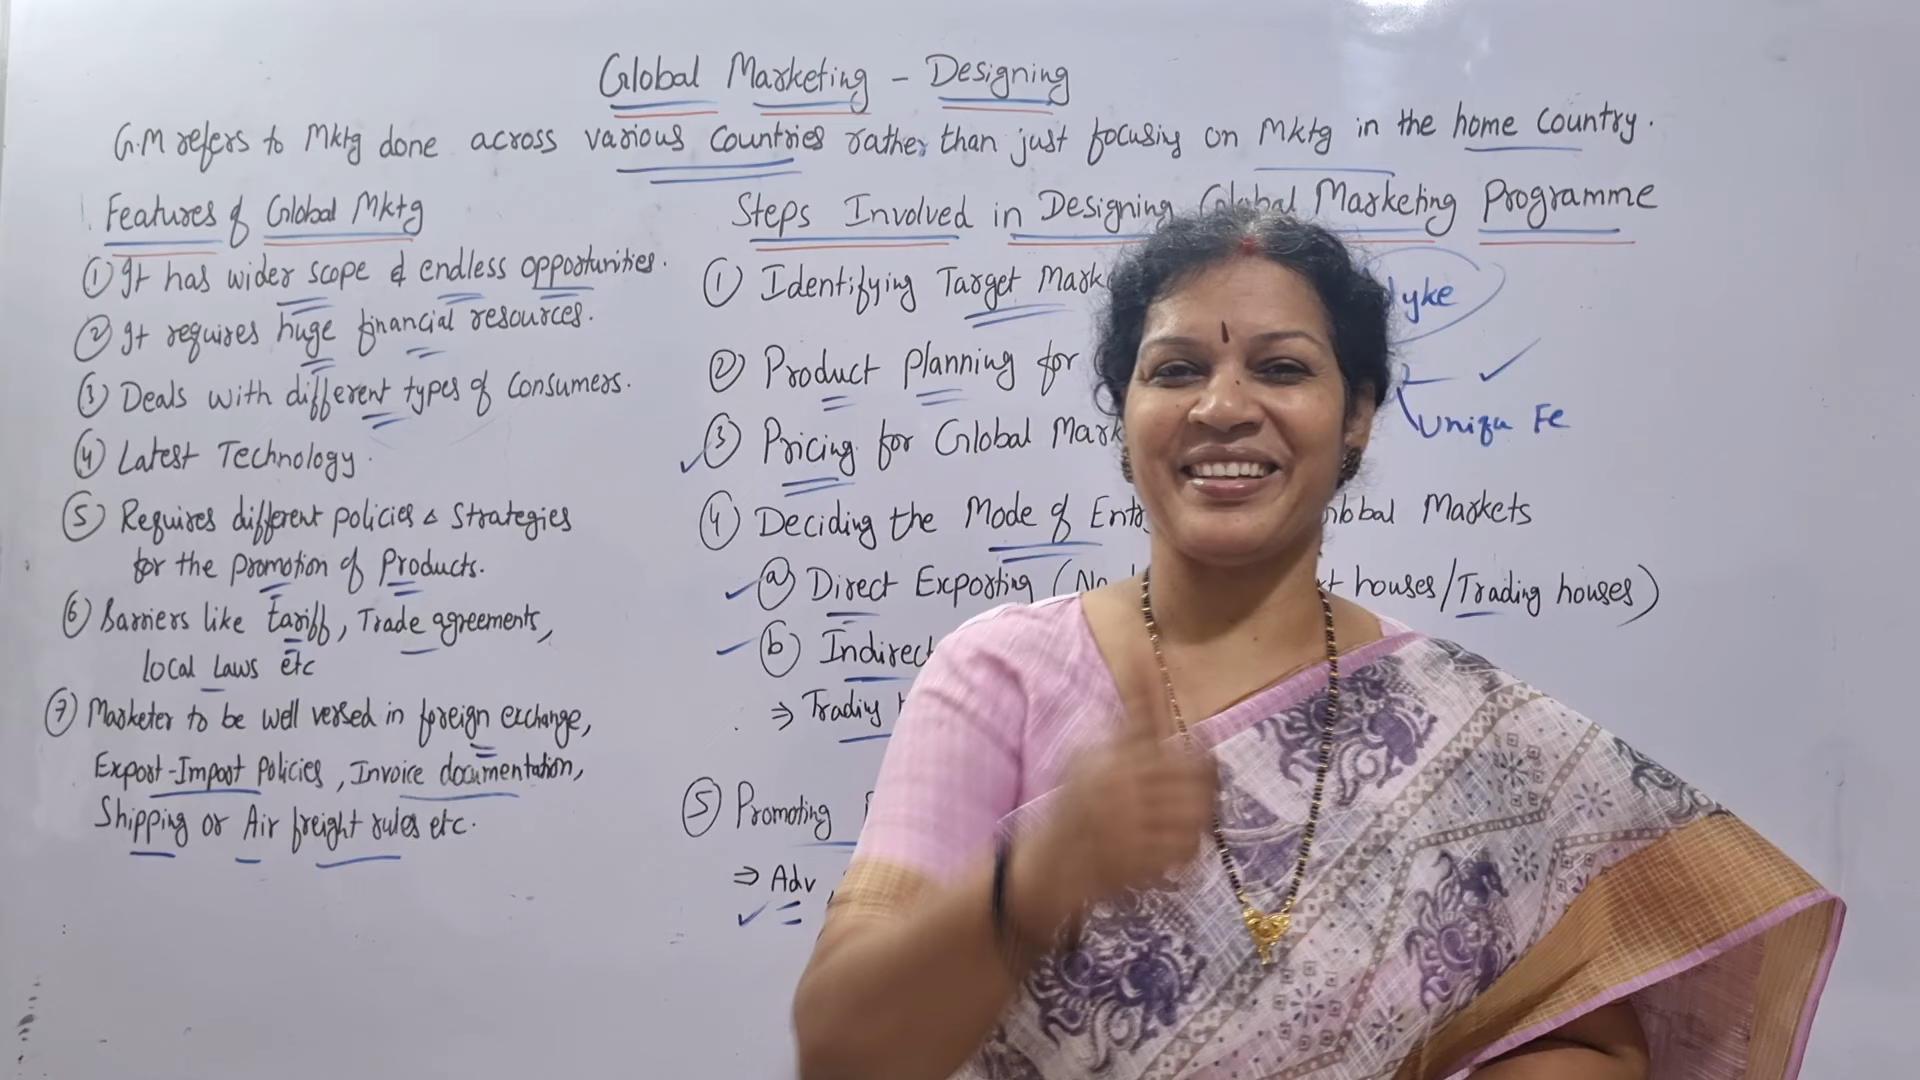 Global Marketing - Designing
G.M refers to Mktg done across various Countries rather than just focusing on Mktg in the home Country.
Features of Global Mktg
① It has wider scope & endless opportunities.
② It requires huge financial resources.
③ Deals with different types of Consumers.
④ Latest Technology.
⑤ Requires different policies & Strategies
for the promotion of Products.
⑥ Barriers like tariff, Trade agreements,
local Laws etc
⑦ Marketer to be well versed in foreign exchange,
Export-Import Policies, Invoice documentation,
Shipping or Air freight rules etc.
Steps Involved in Designing Global Marketing Programme
① Identifying Target Mark
yke
② Product planning for
Uniqu Fe
③ Pricing for Global Mark
④ Deciding the Mode of Entr Markets
ⓐ Direct Exporting (No houses/Trading houses)
ⓑ Indirect
⇒ Trading
⑤ Promoting
⇒ Adv,